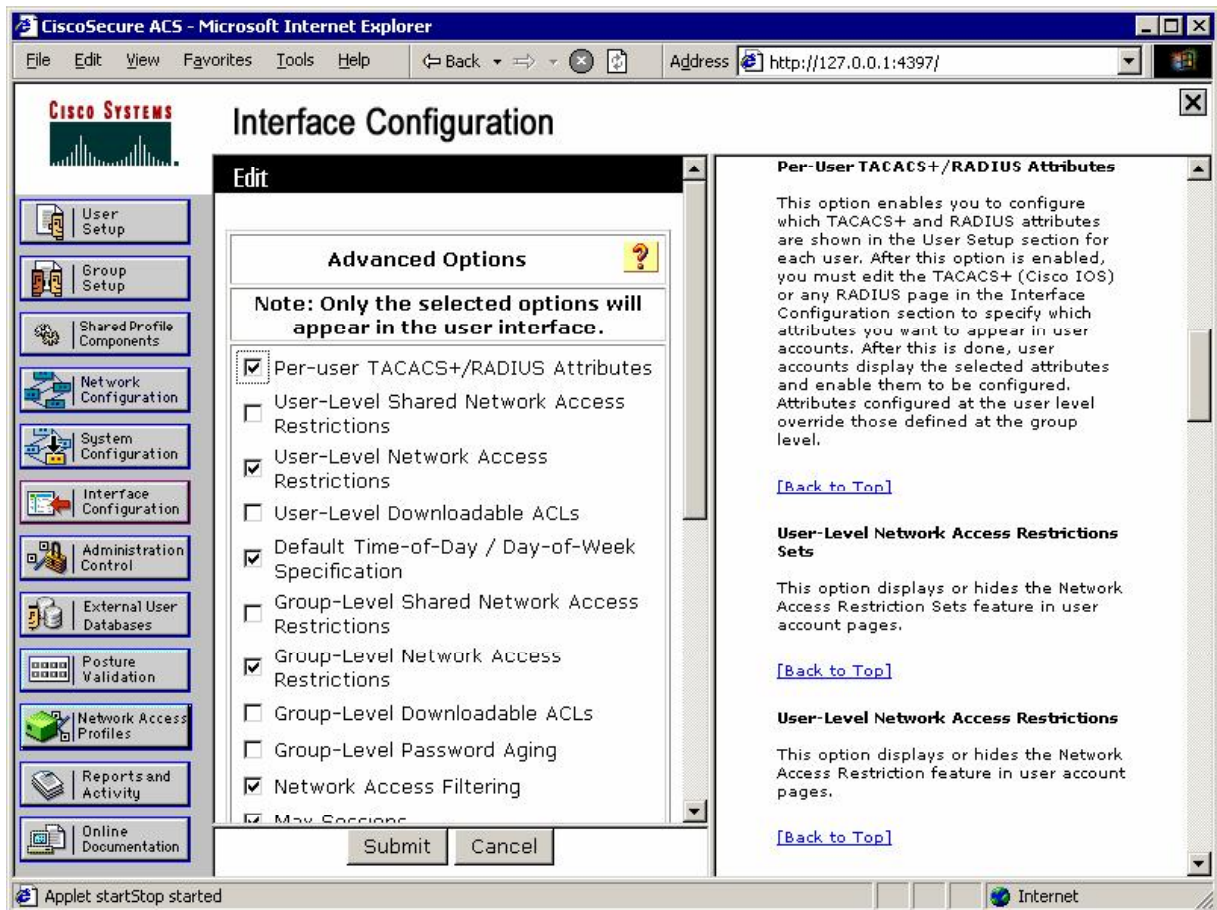 CiscoSecure ACS - Microsoft Internet Explorer
File Edit View Favorites Tools Help Back Address http://127.0.0.1:4397/
CISCO SYSTEMS
Interface Configuration
User
Setup
Group
Setup
Shared Profile
Components
Network
Configuration
System
Configuration
Interface
Configuration
Administration
Control
External User
Databases
Posture
Validation
Network Access
Profiles
Reports and
Activity
Online
Documentation
Edit
Advanced Options
?
Note: Only the selected options will
appear in the user interface.
Per-user TACACS+/RADIUS Attributes
User-Level Shared Network Access
Restrictions
User-Level Network Access
Restrictions
User-Level Downloadable ACLs
Default Time-of-Day / Day-of-Week
Specification
Group-Level Shared Network Access
Restrictions
Group-Level Network Access
Restrictions
Group-Level Downloadable ACLs
Group-Level Password Aging
Network Access Filtering
Max Sessions
Submit Cancel
Per-User TACACS+/RADIUS Attributes
This option enables you to configure
which TACACS+ and RADIUS attributes
are shown in the User Setup section for
each user. After this option is enabled,
you must edit the TACACS+ (Cisco IOS)
or any RADIUS page in the Interface
Configuration section to specify which
attributes you want to appear in user
accounts. After this is done, user
accounts display the selected attributes
and enable them to be configured.
Attributes configured at the user level
override those defined at the group
level.
[Back to Top]
User-Level Network Access Restrictions
Sets
This option displays or hides the Network
Access Restriction Sets feature in user
account pages.
[Back to Top]
User-Level Network Access Restrictions
This option displays or hides the Network
Access Restriction feature in user account
pages.
[Back to Top]
Applet startStop started Internet